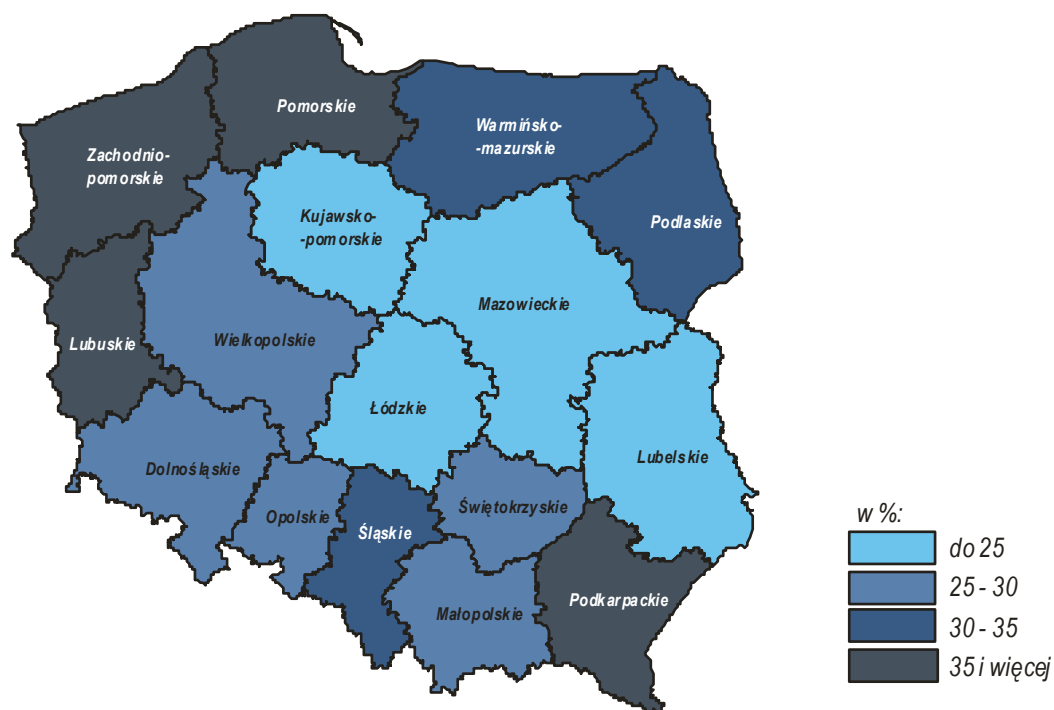 Pomorskie
Warmińsko-
-mazurskie
Zachodnio-
pomorskie
Kujawsko-
-pomorskie
Podlaskie
Mazowieckie
Wielkopolskie
Lubuskie
Łódzkie
Lubelskie
Dolnośląskie
Opolskie
Śląskie
Świętokrzyskie
Małopolskie
Podkarpackie
w %:
do 25
25 - 30
30 - 35
35 i więcej